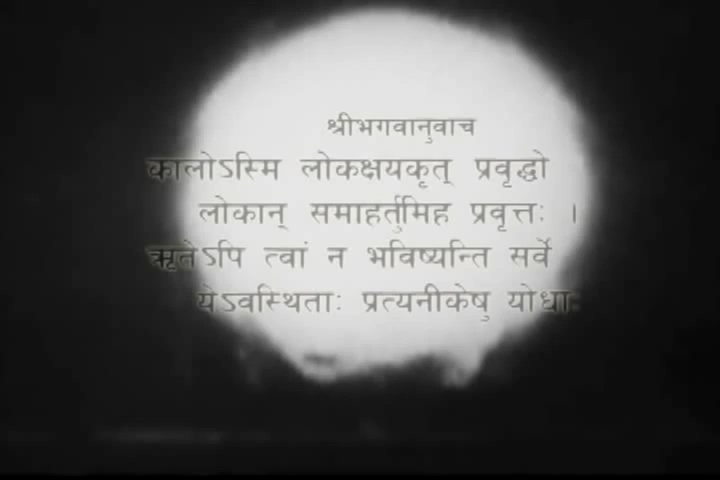 श्रीभगवानुवाच
कालोऽस्मि लोकक्षयकृत् प्रवृद्धो
लोकान् समाहर्तुमिह प्रवृत्तः ।
ऋतेऽपि त्वां न भविष्यन्ति सर्वे
येऽवस्थिताः प्रत्यनीकेषु योधाः